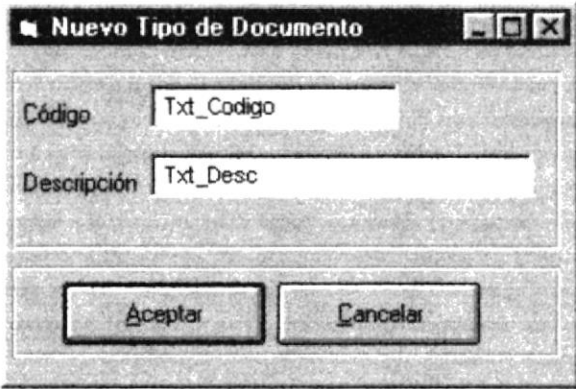 Nuevo Tipo de Documento
Código Txt_Codigo
Descripción Txt_Desc
Aceptar Cancelar